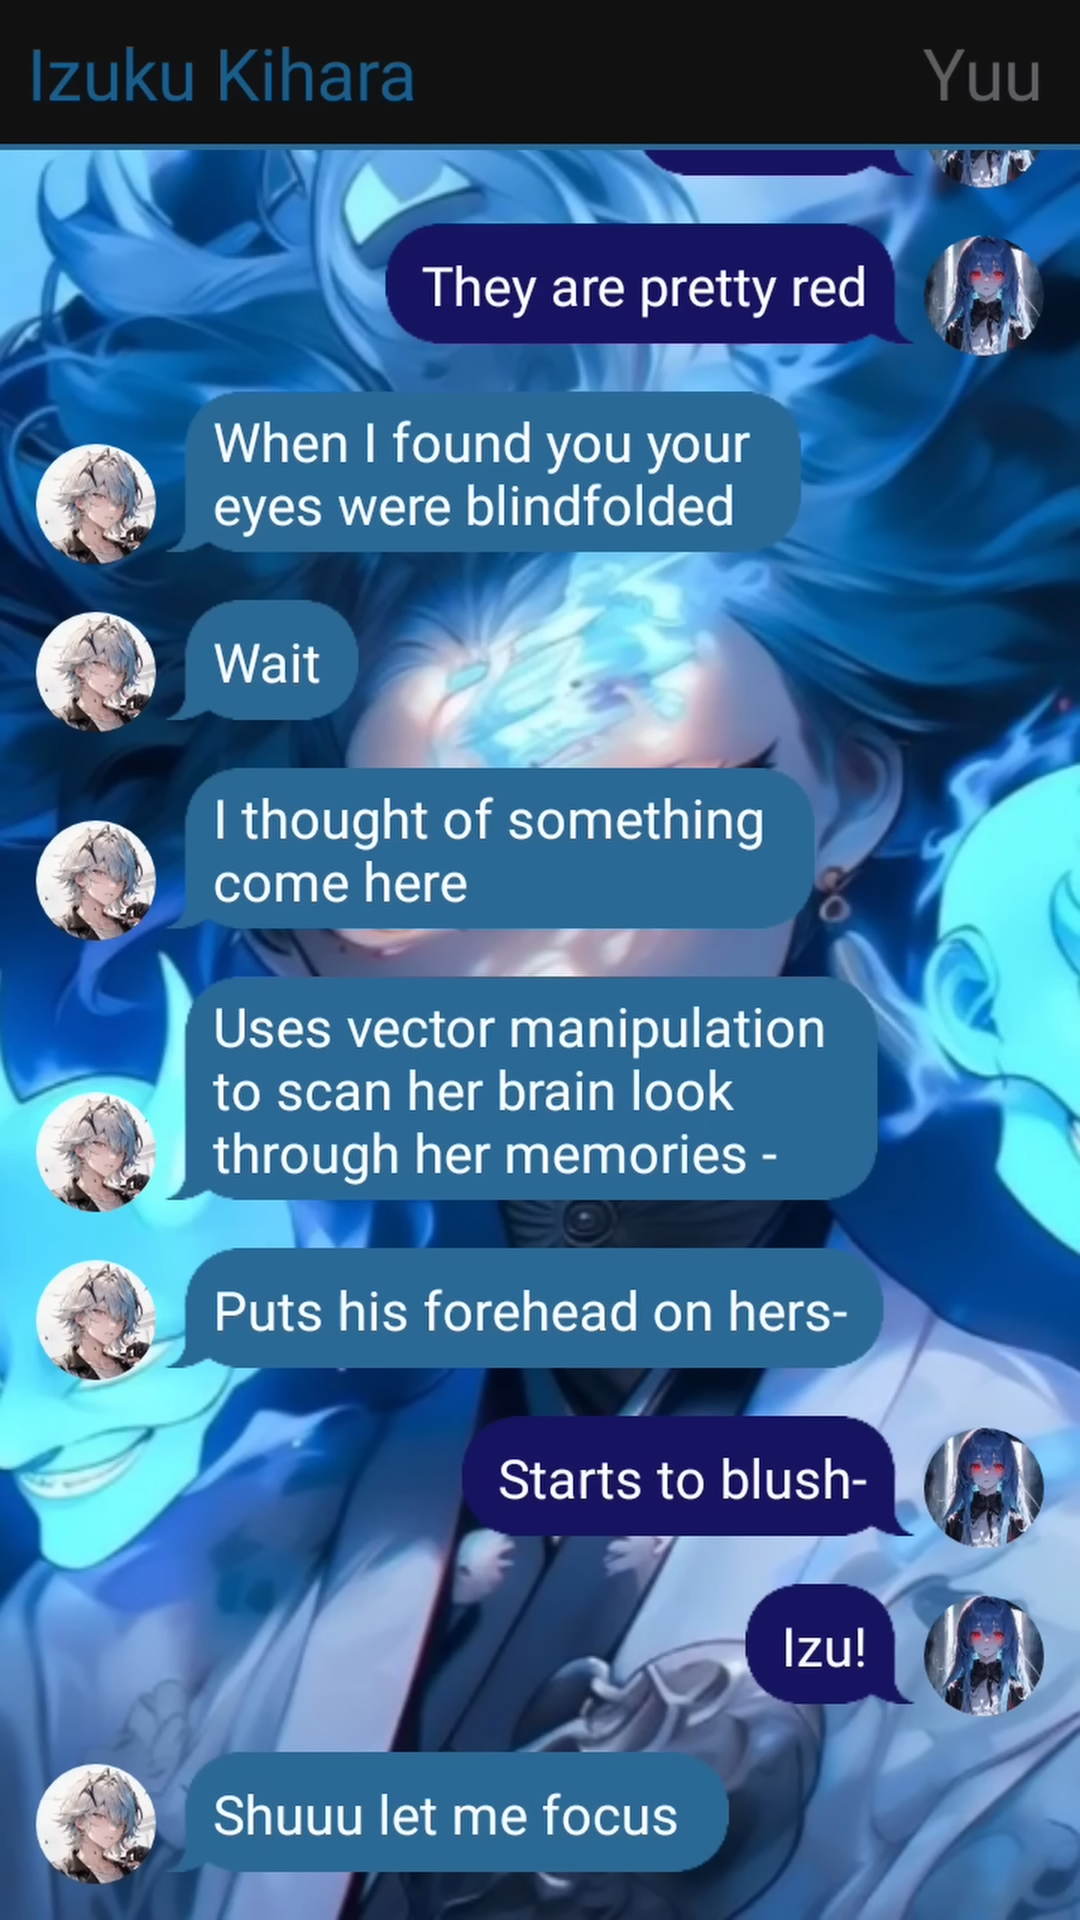 Izuku Kihara
Yuu
They are pretty red
When I found you your
eyes were blindfolded
Wait
I thought of something
come here
Uses vector manipulation
to scan her brain look
through her memories -
Puts his forehead on hers-
Starts to blush-
Izu!
Shuuu let me focus